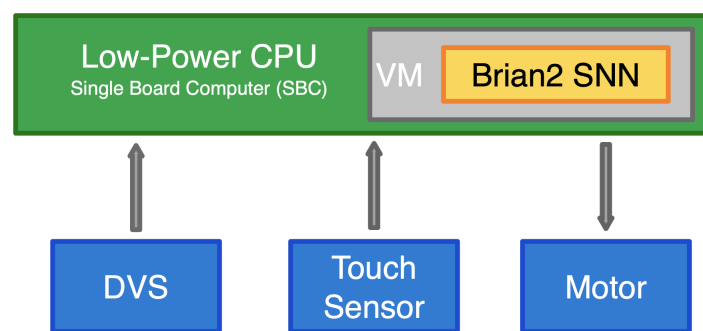 Low-Power CPU
Single Board Computer (SBC)
VM
Brian2 SNN
DVS
Touch
Sensor
Motor